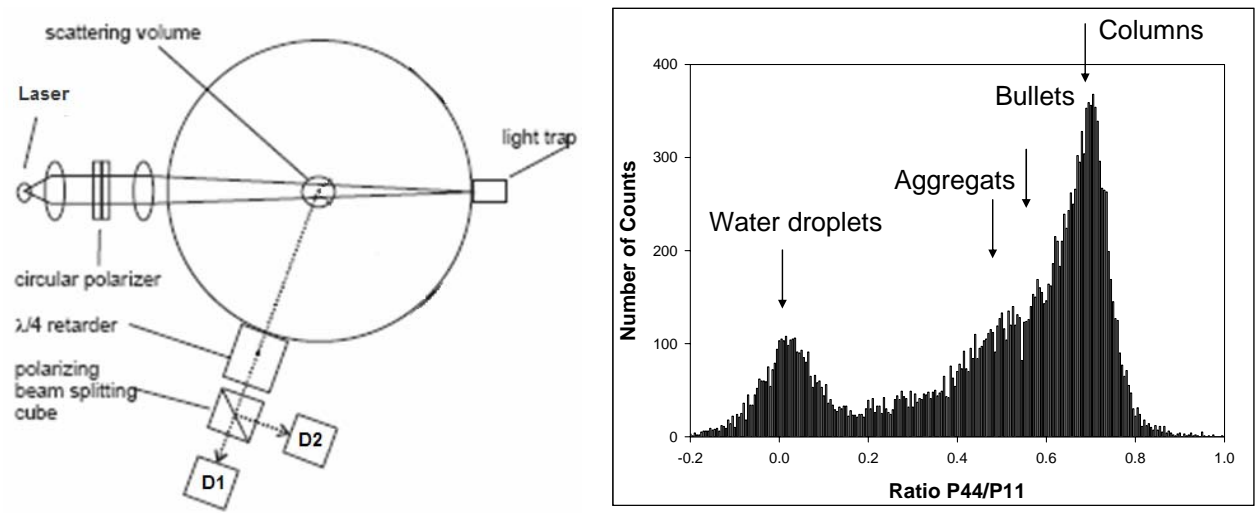 scattering volume
Laser
light trap
circular polarizer
λ/4 retarder
polarizing
beam splitting
cube
D2
D1
Columns
Bullets
Aggregats
Water droplets
Number of Counts
400
300
200
100
0
-0.2 0.0 0.2 0.4 0.6 0.8 1.0
Ratio P44/P11